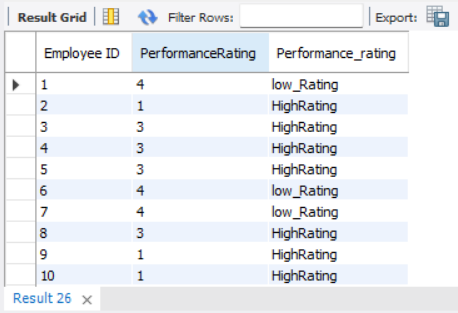 Result Grid Filter Rows: Export:
Employee ID PerformanceRating Performance_rating
1 4 low_Rating
2 1 HighRating
3 3 HighRating
4 3 HighRating
5 3 HighRating
6 4 low_Rating
7 4 low_Rating
8 3 HighRating
9 1 HighRating
10 1 HighRating
Result 26 ×